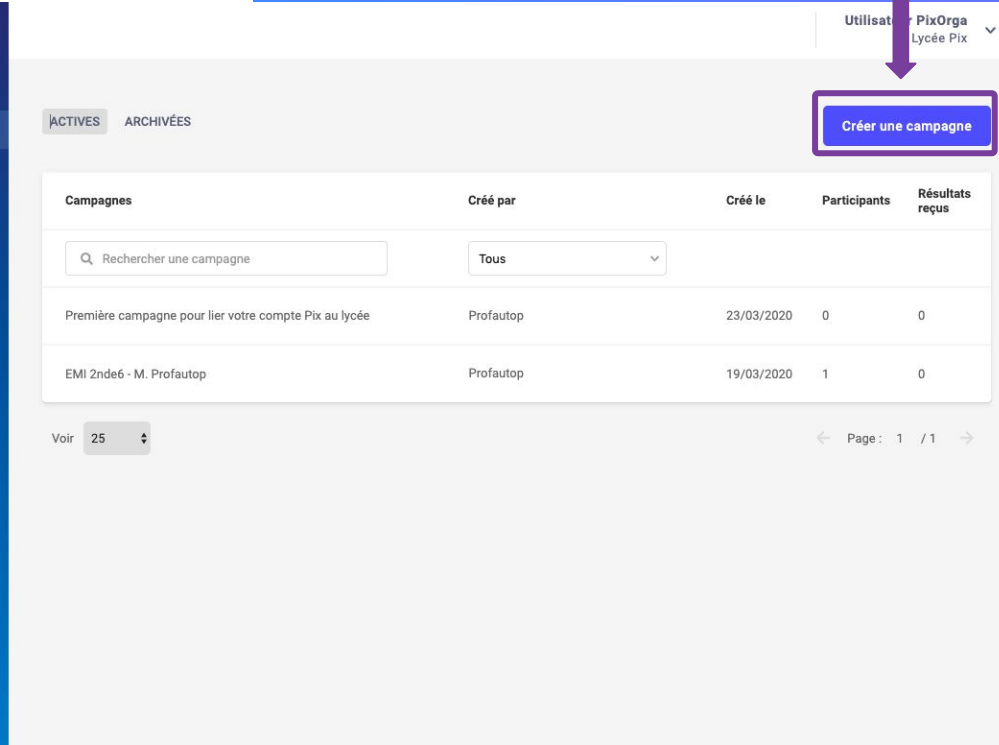 Utilisateur PixOrga
Lycée Pix
ACTIVES ARCHIVÉES
Créer une campagne
Campagnes Créé par Créé le Participants Résultats reçus
Rechercher une campagne Tous
Première campagne pour lier votre compte Pix au lycée Profautop 23/03/2020 0 0
EMI 2nde6 - M. Profautop Profautop 19/03/2020 1 0
Voir 25 Page : 1 / 1